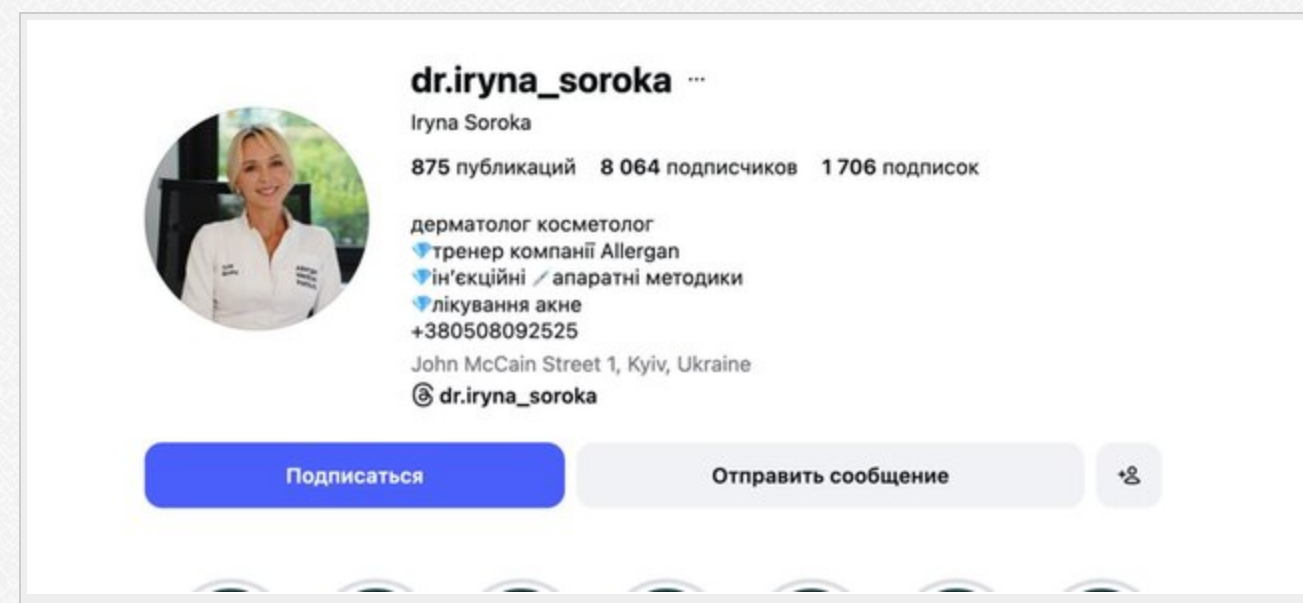 dr.iryna_soroka ...
Iryna Soroka
875 публикаций 8 064 подписчиков 1 706 подписок
дерматолог косметолог
💎тренер компанії Allergan
💎ін’єкційні 💉апаратні методики
💎лікування акне
+380508092525
John McCain Street 1, Kyiv, Ukraine
dr.iryna_soroka
Подписаться
Отправить сообщение